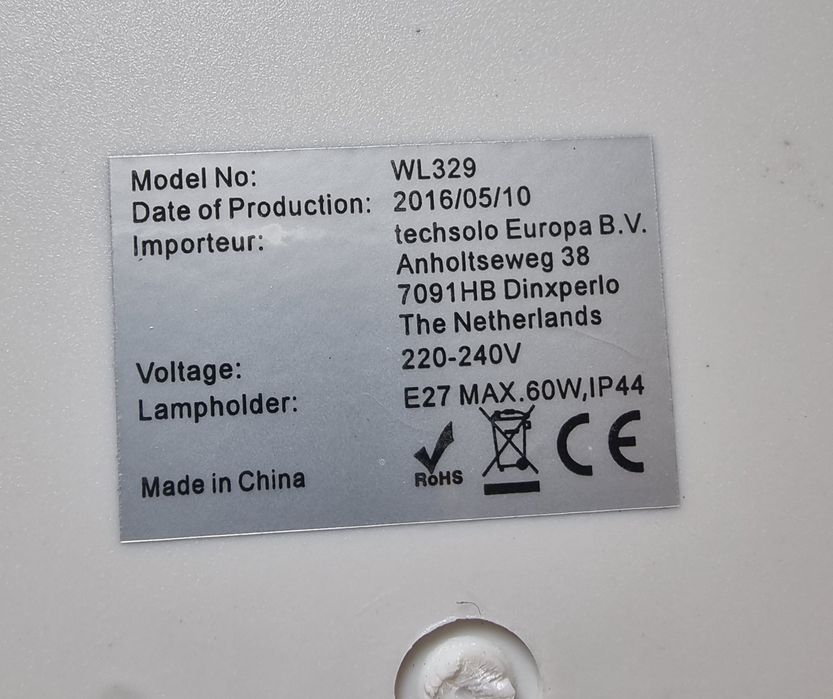 Model No: WL329
Date of Production: 2016/05/10
Importeur: techsolo Europa B.V.
Anholtseweg 38
7091HB Dinxperlo
The Netherlands
Voltage: 220-240V
Lampholder: E27 MAX.60W,IP44
RoHS CE
Made in China